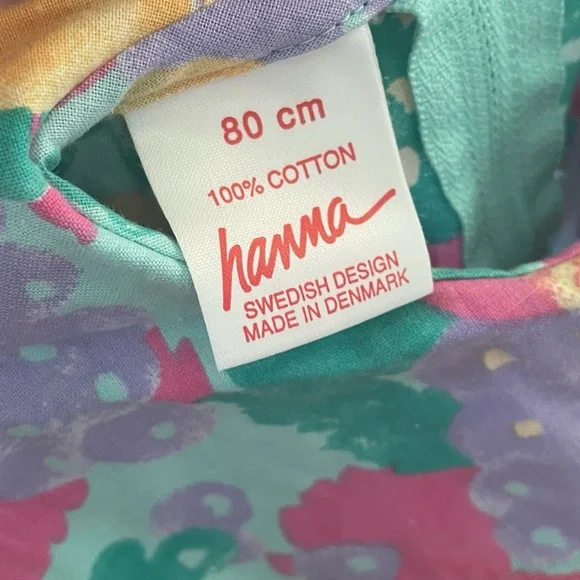 80 cm
100% COTTON
hanna
SWEDISH DESIGN
MADE IN DENMARK